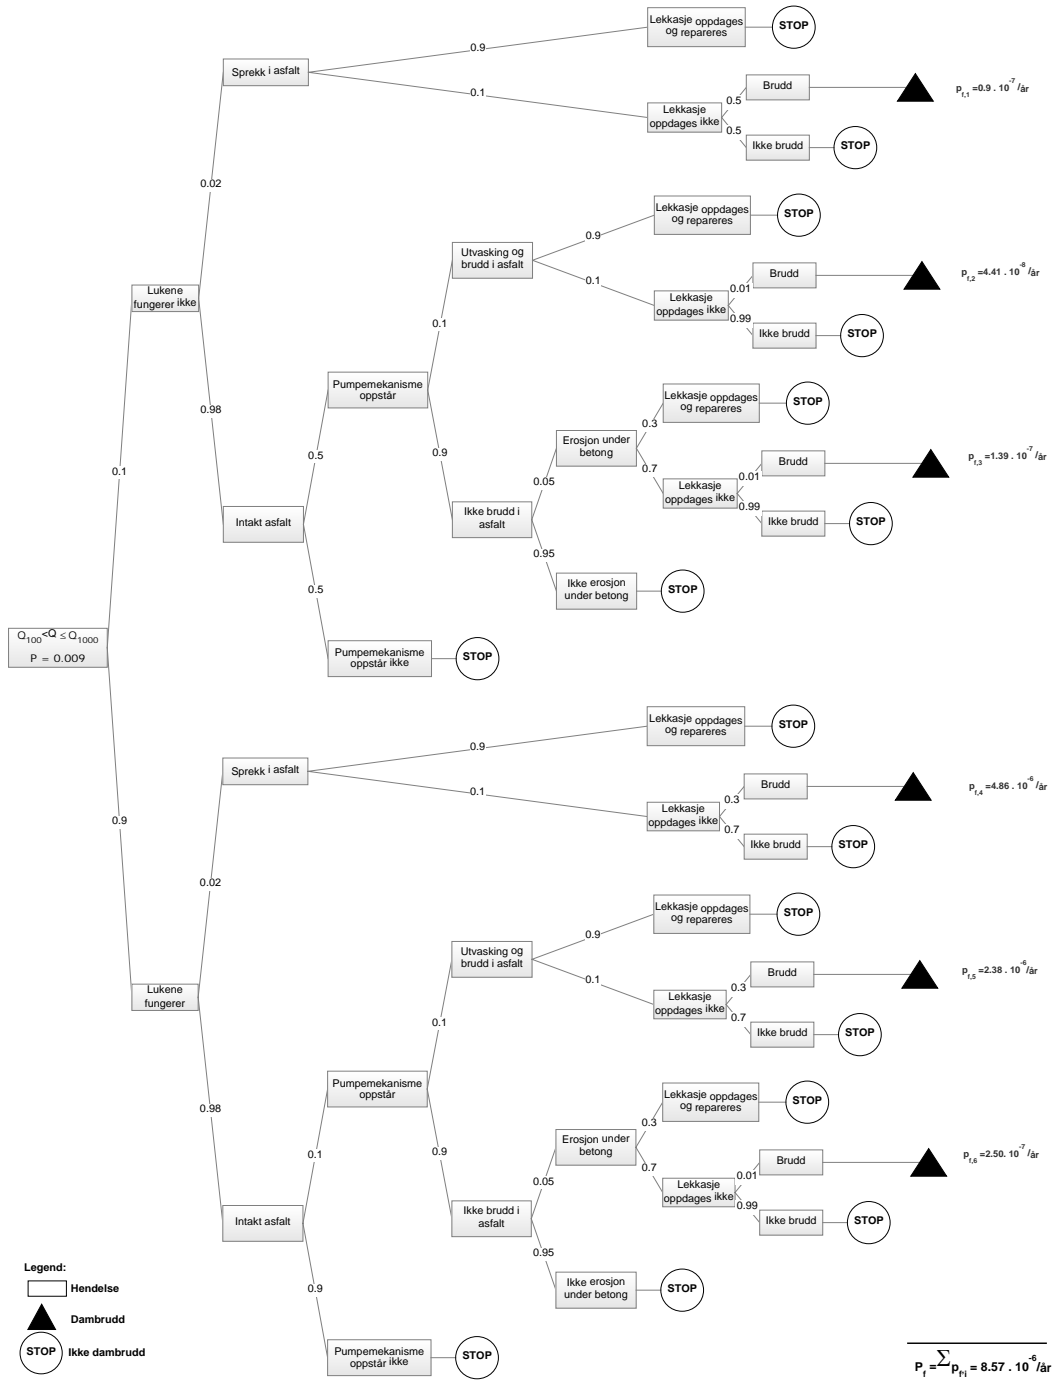 Lekkasje oppdages
og repareres
STOP
0.9
Sprekk i asfalt
0.1
Brudd
p f,1 =0.9 . 10 -7 /år
0.5
Lekkasje
oppdages ikke
0.5
Ikke brudd
STOP
0.02
Lekkasje oppdages
og repareres
STOP
0.9
Utvasking og
brudd i asfalt
0.1
Brudd
p f,2 =4.41 . 10 -8 /år
0.01
Lekkasje
oppdages ikke
0.99
Ikke brudd
STOP
Lukene
fungerer ikke
0.1
Pumpemekanisme
oppstår
0.98
Lekkasje oppdages
og repareres
STOP
0.3
Erosjon under
betong
0.7
Brudd
p f,3 =1.39 . 10 -7 /år
0.01
Lekkasje
oppdages ikke
0.99
Ikke brudd
STOP
0.1
0.5
0.9
0.05
Ikke brudd i
asfalt
Intakt asfalt
0.95
Ikke erosjon
under betong
STOP
0.5
Q100<Q ≤ Q1000
P = 0.009
Pumpemekanisme
oppstår ikke
STOP
Lekkasje oppdages
og repareres
STOP
0.9
Sprekk i asfalt
0.1
Brudd
p f,4 =4.86 . 10 -6 /år
0.3
Lekkasje
oppdages ikke
0.7
Ikke brudd
STOP
0.9
0.02
Lekkasje oppdages
og repareres
STOP
0.9
Utvasking og
brudd i asfalt
0.1
Brudd
p f,5 =2.38 . 10 -6 /år
0.3
Lekkasje
oppdages ikke
0.7
Ikke brudd
STOP
Lukene
fungerer
0.1
Pumpemekanisme
oppstår
0.98
Lekkasje oppdages
og repareres
STOP
0.3
Erosjon under
betong
0.7
Brudd
p f,6 =2.50. 10 -7 /år
0.01
Lekkasje
oppdages ikke
0.99
Ikke brudd
STOP
0.1
0.9
0.05
Ikke brudd i
asfalt
Intakt asfalt
0.95
Ikke erosjon
under betong
STOP
0.9
Pumpemekanisme
oppstår ikke
STOP
Legend:
Hendelse
Dambrudd
STOP Ikke dambrudd
P f = ∑ p f'i = 8.57 . 10 -6 /år